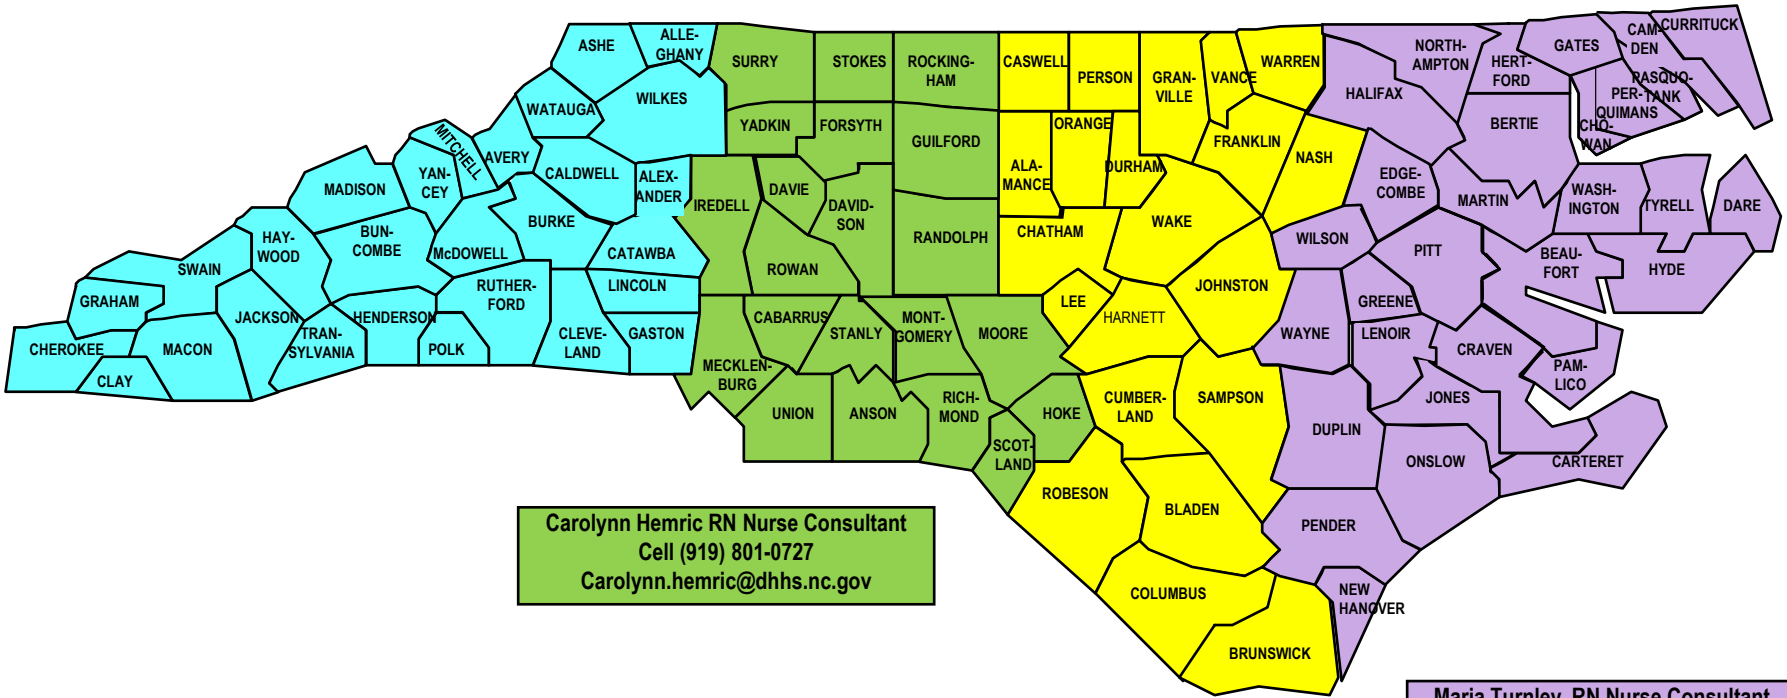 ASHE
ALLE-
GHANY
SURRY
STOKES
ROCKING-
HAM
CASWELL
PERSON
GRAN-
VILLE
VANCE
WARREN
NORTH-
AMPTON
HERT-
FORD
GATES
CAM-
DEN
CURRITUCK
WATAUGA
WILKES
YADKIN
FORSYTH
GUILFORD
ALA-
MANCE
ORANGE
DURHAM
FRANKLIN
NASH
HALIFAX
BERTIE
PASQUO-
TANK
PER-
QUIMANS
CHO-
WAN
MITCHELL
AVERY
YAN-
CEY
MADISON
CALDWELL
ALEX-
ANDER
IREDELL
DAVIE
DAVID-
SON
RANDOLPH
CHATHAM
WAKE
EDGE-
COMBE
MARTIN
WASH-
INGTON
TYRELL
DARE
HAY-
WOOD
BUN-
COMBE
McDOWELL
BURKE
CATAWBA
ROWAN
WILSON
PITT
BEAU-
FORT
HYDE
SWAIN
GRAHAM
JACKSON
HENDERSON
RUTHER-
FORD
LINCOLN
CABARRUS
STANLY
MONT-
GOMERY
MOORE
LEE
HARNETT
JOHNSTON
GREENE
WAYNE
LENOIR
CRAVEN
PAM-
LICO
CHEROKEE
CLAY
MACON
TRAN-
SYLVANIA
POLK
CLEVE-
LAND
GASTON
MECKLEN-
BURG
UNION
ANSON
RICH-
MOND
SCOT-
LAND
HOKE
CUMBER-
LAND
SAMPSON
DUPLIN
JONES
ONSLOW
CARTERET
ROBESON
BLADEN
PENDER
COLUMBUS
BRUNSWICK
NEW
HANOVER
Carolynn Hemric RN Nurse Consultant
Cell (919) 801-0727
Carolynn.hemric@dhhs.nc.gov
Maria Turnley, RN Nurse Consultant